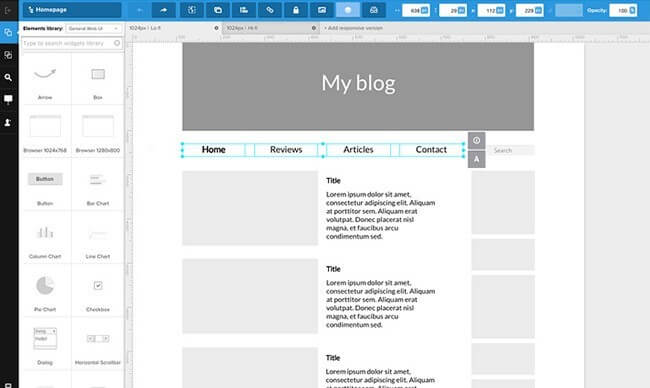 Homepage
638 px
29 px
112 px
229 px
Opacity:
100
Elements library:
General Web UI
1024px | Lo-fi
1024px | Hi-fi
+ Add responsive version
Type to search widgets library
Arrow
Box
Browser 1024x768
Browser 1280x800
Button
Button
Bar Chart
Column Chart
Line Chart
Pie Chart
Checkbox
Dialog
Horizontal Scrollbar
My blog
Home
Reviews
Articles
Contact
A
Search
Title
Lorem ipsum dolor sit amet,
consectetur adipiscing elit. Aliquam
at porttitor sem. Aliquam erat
volutpat. Donec placerat nisl
magna, et faucibus arcu
condimentum sed.
Title
Lorem ipsum dolor sit amet,
consectetur adipiscing elit. Aliquam
at porttitor sem. Aliquam erat
volutpat. Donec placerat nisl
magna, et faucibus arcu
condimentum sed.
Title
Lorem ipsum dolor sit amet,
consectetur adipiscing elit. Aliquam